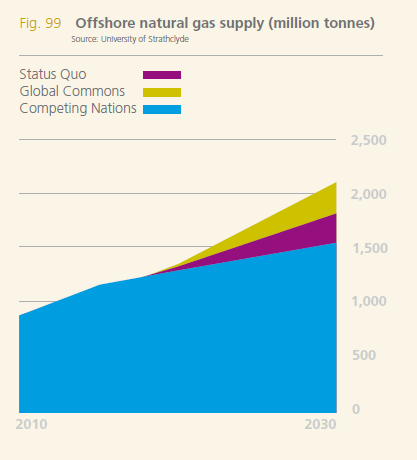 Fig. 99 Offshore natural gas supply (million tonnes)
Source: University of Strathclyde
Status Quo
Global Commons
Competing Nations
2,500
2,000
1,500
1,000
500
0
2010 2030